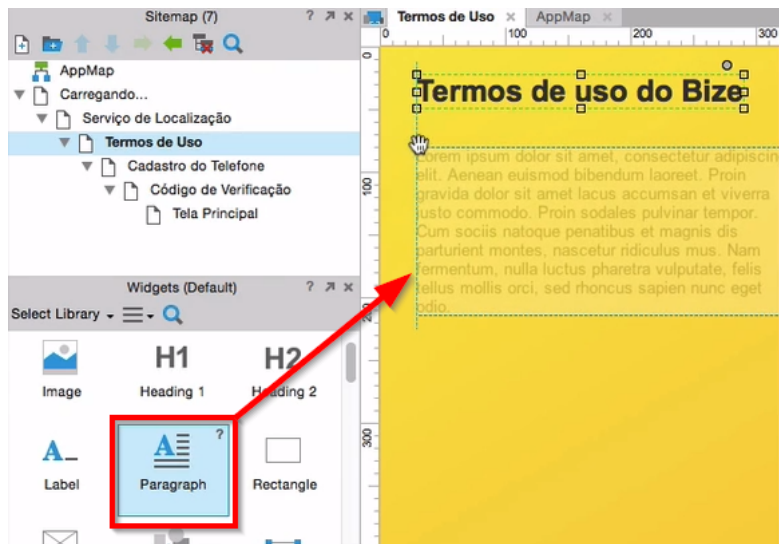 Sitemap (7)
?
AppMap
Carregando...
Serviço de Localização
Termos de Uso
Cadastro do Telefone
Código de Verificação
Tela Principal
Widgets (Default)
?
Select Library
Image
H1
Heading 1
H2
Heading 2
A_
Label
A
?
Paragraph
Rectangle
Termos de Uso
AppMap
0 100 200 300
0
100
200
300
Termos de uso do Bize
Lorem ipsum dolor sit amet, consectetur adipiscin
elit. Aenean euismod bibendum laoreet. Proin
gravida dolor sit amet lacus accumsan et viverra
justo commodo. Proin sodales pulvinar tempor.
Cum sociis natoque penatibus et magnis dis
parturient montes, nascetur ridiculus mus. Nam
fermentum, nulla luctus pharetra vulputate, felis
tellus mollis orci, sed rhoncus sapien nunc eget
odio.